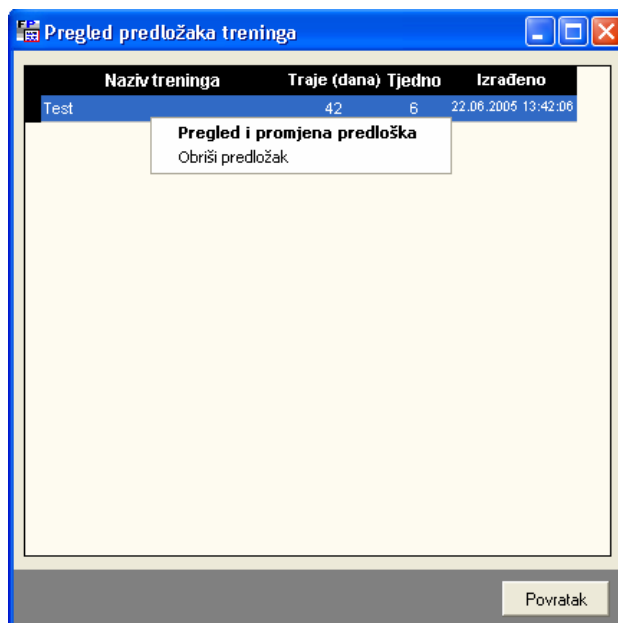 Pregled predložaka treninga
Naziv treninga Traje (dana) Tjedno Izrađeno
Test 42 6 22.06.2005 13:42:06
Pregled i promjena predloška
Obriši predložak
Povratak